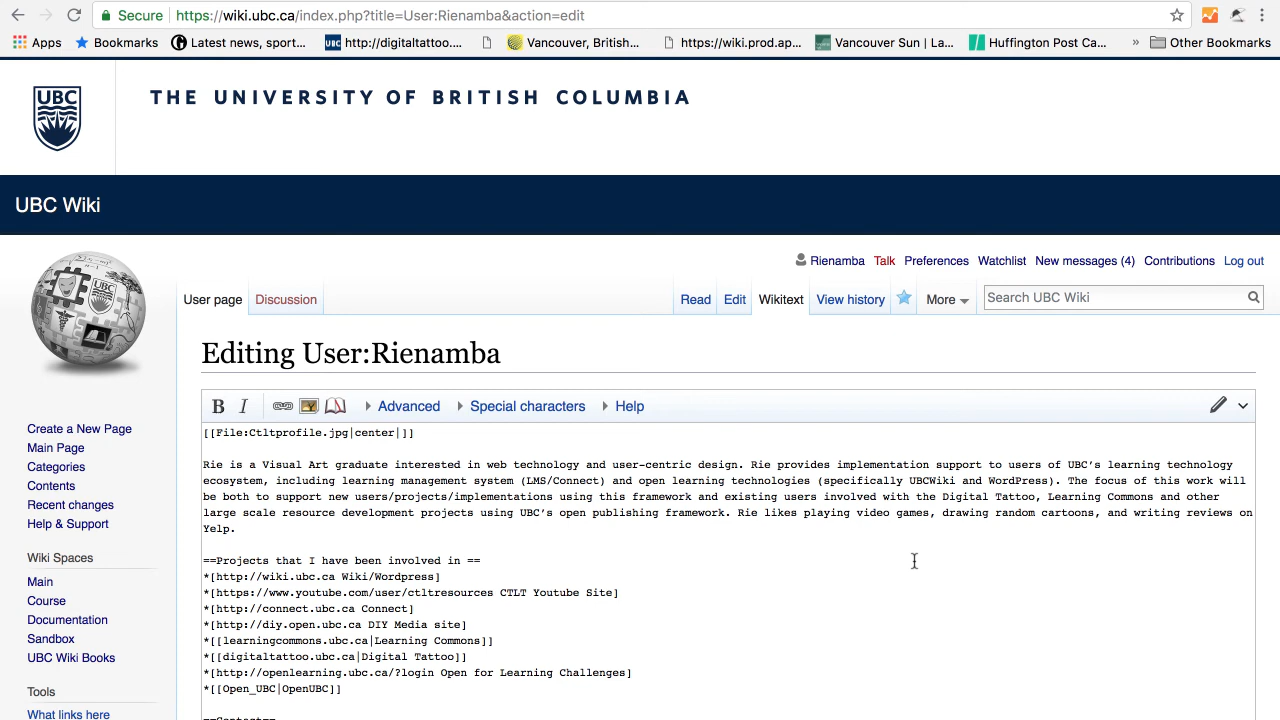 Secure https://wiki.ubc.ca/index.php?title=User:Rienamba&action=edit
Apps Bookmarks Latest news, sport... http://digitaltattoo.... Vancouver, British... https://wiki.prod.ap... Vancouver Sun | La... Huffington Post Ca... » Other Bookmarks
UBC
THE UNIVERSITY OF BRITISH COLUMBIA
UBC Wiki
Rienamba Talk Preferences Watchlist New messages (4) Contributions Log out
User page Discussion Read Edit Wikitext View history More Search UBC Wiki
Editing User:Rienamba
B I Advanced Special characters Help
[[File:Ctltprofile.jpg|center|]]
Rie is a Visual Art graduate interested in web technology and user-centric design. Rie provides implementation support to users of UBC’s learning technology
ecosystem, including learning management system (LMS/Connect) and open learning technologies (specifically UBCWiki and WordPress). The focus of this work will
be both to support new users/projects/implementations using this framework and existing users involved with the Digital Tattoo, Learning Commons and other
large scale resource development projects using UBC’s open publishing framework. Rie likes playing video games, drawing random cartoons, and writing reviews on
Yelp.
==Projects that I have been involved in ==
*[http://wiki.ubc.ca Wiki/Wordpress]
*[https://www.youtube.com/user/ctltresources CTLT Youtube Site]
*[http://connect.ubc.ca Connect]
*[http://diy.open.ubc.ca DIY Media site]
*[[learningcommons.ubc.ca|Learning Commons]]
*[[digitaltattoo.ubc.ca|Digital Tattoo]]
*[http://openlearning.ubc.ca/?login Open for Learning Challenges]
*[[Open_UBC|OpenUBC]]
Create a New Page
Main Page
Categories
Contents
Recent changes
Help & Support
Wiki Spaces
Main
Course
Documentation
Sandbox
UBC Wiki Books
Tools
What links here